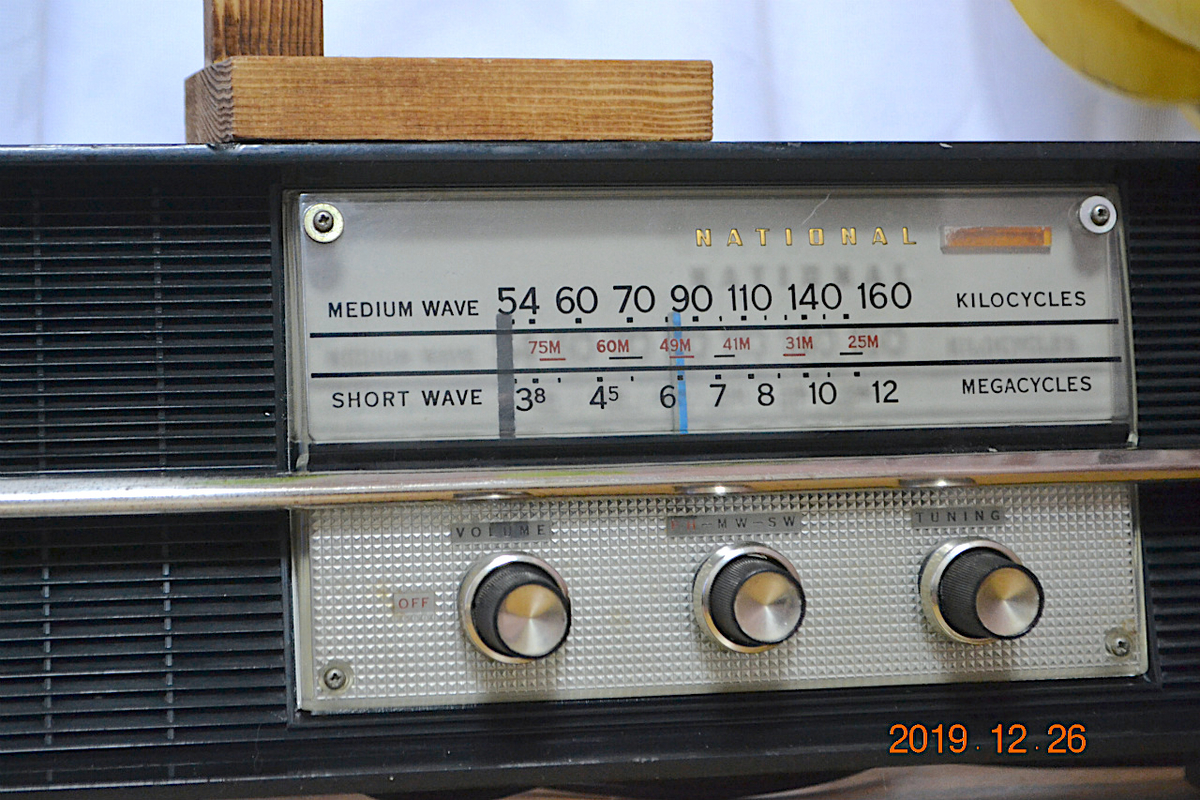 NATIONAL
MEDIUM WAVE 54 60 70 90 110 140 160 KILOCYCLES
75M 60M 49M 41M 31M 25M
SHORT WAVE 3⁸ 4⁵ 6 7 8 10 12 MEGACYCLES
VOLUME -MW-SW TUNING
OFF
2019.12.26